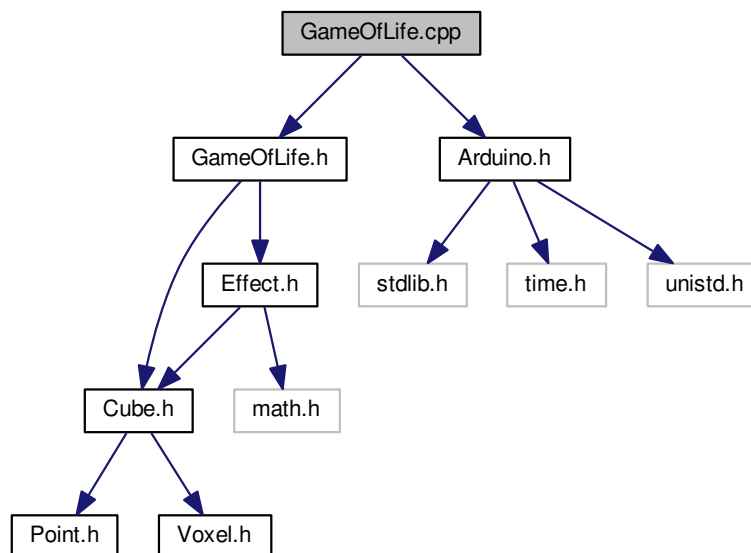 GameOfLife.cpp
GameOfLife.h
Arduino.h
Effect.h
stdlib.h
time.h
unistd.h
Cube.h
math.h
Point.h
Voxel.h